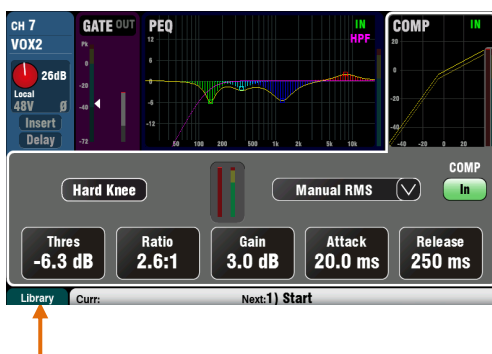 CH 7
VOX2
26dB
Local
48V ø
Insert
Delay
GATE OUT
Pk
0
-20
-40
-72
PEQ
IN
HPF
12
6
0
-6
-12
50 100 200 500 1k 2k 5k 10k
COMP IN
20
0
-20
-40
-40 -20 0 20
COMP
In
Hard Knee
Manual RMS
Thres
-6.3 dB
Ratio
2.6:1
Gain
3.0 dB
Attack
20.0 ms
Release
250 ms
Library
Curr:
Next:1) Start